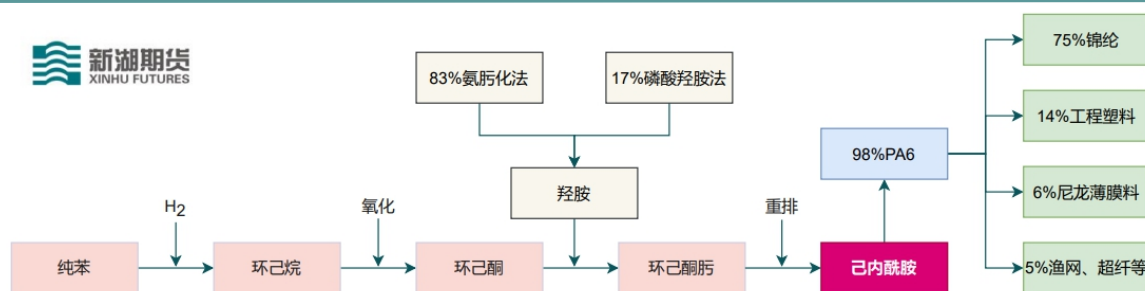 新湖期货
XINHU FUTURES
83%氨肟化法
17%磷酸羟胺法
羟胺
H2
氧化
重排
纯苯
环己烷
环己酮
环己酮肟
己内酰胺
98%PA6
75%锦纶
14%工程塑料
6%尼龙薄膜料
5%渔网、超纤等